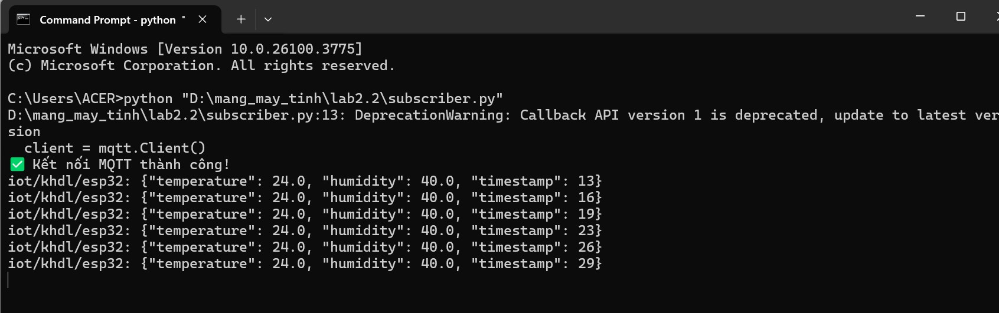 Command Prompt - python "
Microsoft Windows [Version 10.0.26100.3775]
(c) Microsoft Corporation. All rights reserved.
C:\Users\ACER>python "D:\mang_may_tinh\lab2.2\subscriber.py"
D:\mang_may_tinh\lab2.2\subscriber.py:13: DeprecationWarning: Callback API version 1 is deprecated, update to latest ver
sion
  client = mqtt.Client()
✅ Kết nối MQTT thành công!
iot/khdl/esp32: {"temperature": 24.0, "humidity": 40.0, "timestamp": 13}
iot/khdl/esp32: {"temperature": 24.0, "humidity": 40.0, "timestamp": 16}
iot/khdl/esp32: {"temperature": 24.0, "humidity": 40.0, "timestamp": 19}
iot/khdl/esp32: {"temperature": 24.0, "humidity": 40.0, "timestamp": 23}
iot/khdl/esp32: {"temperature": 24.0, "humidity": 40.0, "timestamp": 26}
iot/khdl/esp32: {"temperature": 24.0, "humidity": 40.0, "timestamp": 29}